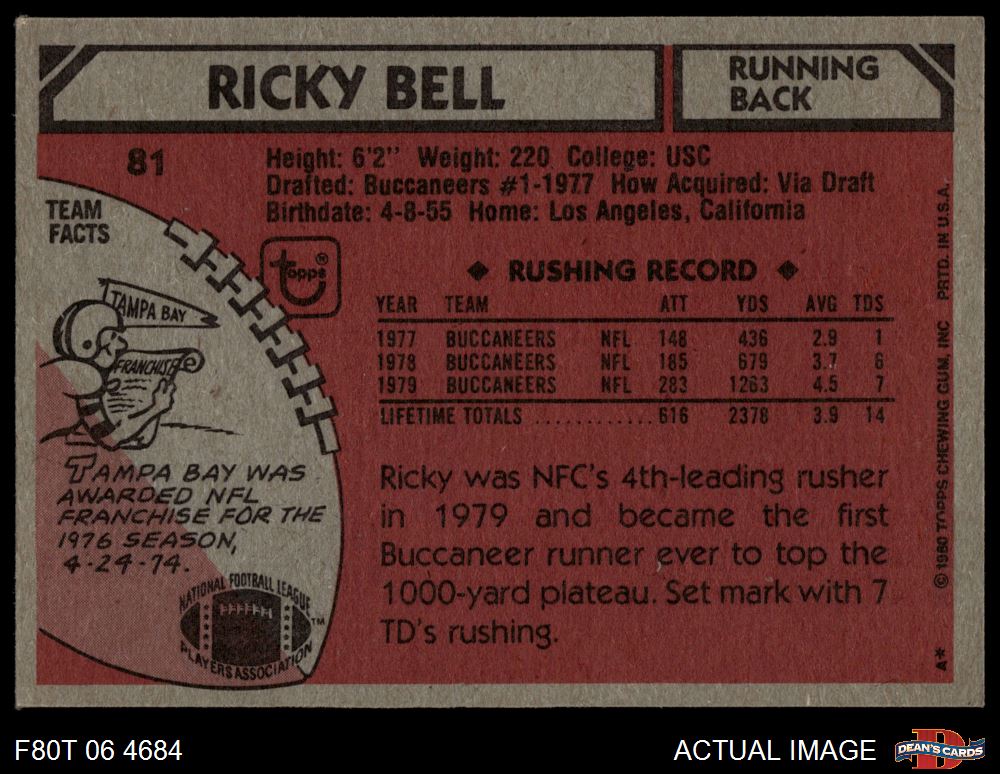 RICKY BELL
RUNNING
BACK
81
Height: 6'2" Weight: 220 College: USC
Drafted: Buccaneers #1-1977 How Acquired: Via Draft
Birthdate: 4-8-55 Home: Los Angeles, California
TEAM
FACTS
topps®
TAMPA BAY
FRANCHISE
TAMPA BAY WAS
AWARDED NFL
FRANCHISE FOR THE
1976 SEASON,
4-24-74.
NATIONAL FOOTBALL LEAGUE
PLAYERS ASSOCIATION
TM
◆ RUSHING RECORD ◆
YEAR TEAM ATT YDS AVG TDS
1977 BUCCANEERS NFL 148 436 2.9 1
1978 BUCCANEERS NFL 185 679 3.7 6
1979 BUCCANEERS NFL 283 1263 4.5 7
LIFETIME TOTALS ............ 616 2378 3.9 14
Ricky was NFC's 4th-leading rusher
in 1979 and became the first
Buccaneer runner ever to top the
1000-yard plateau. Set mark with 7
TD's rushing.
A* © 1980 TOPPS CHEWING GUM, INC PRTD. IN U.S.A.
F80T 06 4684
ACTUAL IMAGE
D
DEAN'S CARDS